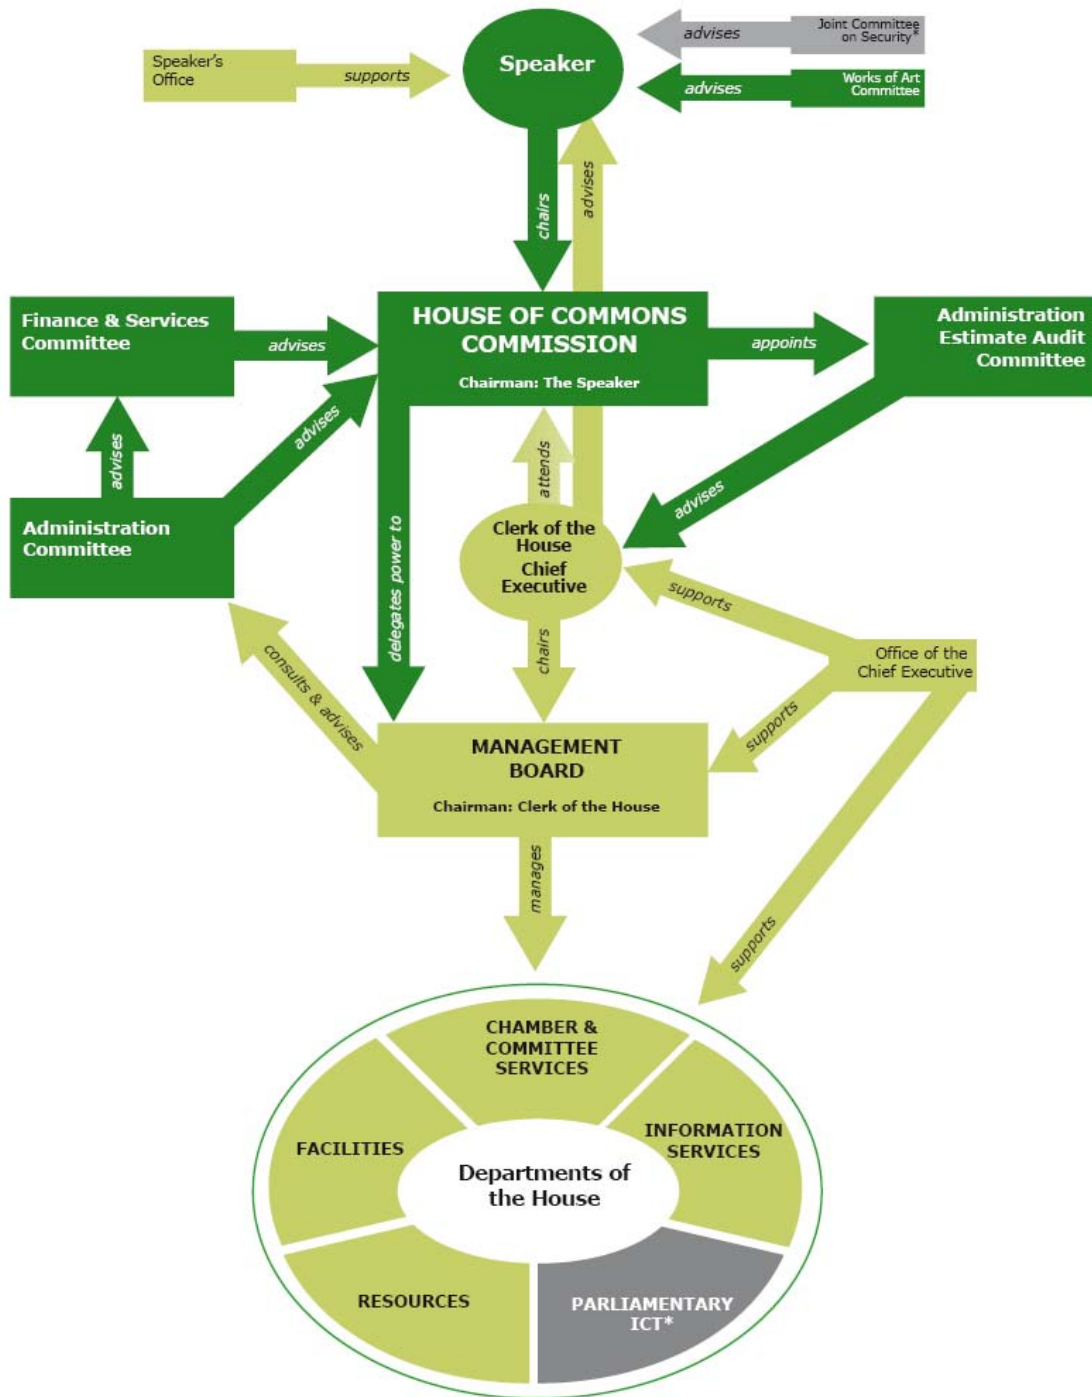 Speaker's
Office
supports
Speaker
advises
Joint Committee
on Security*
advises
Works of Art
Committee
chairs
advises
Finance & Services
Committee
advises
HOUSE OF COMMONS
COMMISSION
Chairman: The Speaker
appoints
Administration
Estimate Audit
Committee
advises
advises
attends
advises
Administration
Committee
delegates power to
Clerk of the
House
Chief
Executive
supports
chairs
Office of the
Chief Executive
consults & advises
supports
MANAGEMENT
BOARD
Chairman: Clerk of the House
manages
supports
CHAMBER &
COMMITTEE
SERVICES
FACILITIES
INFORMATION
SERVICES
Departments of
the House
RESOURCES
PARLIAMENTARY
ICT*